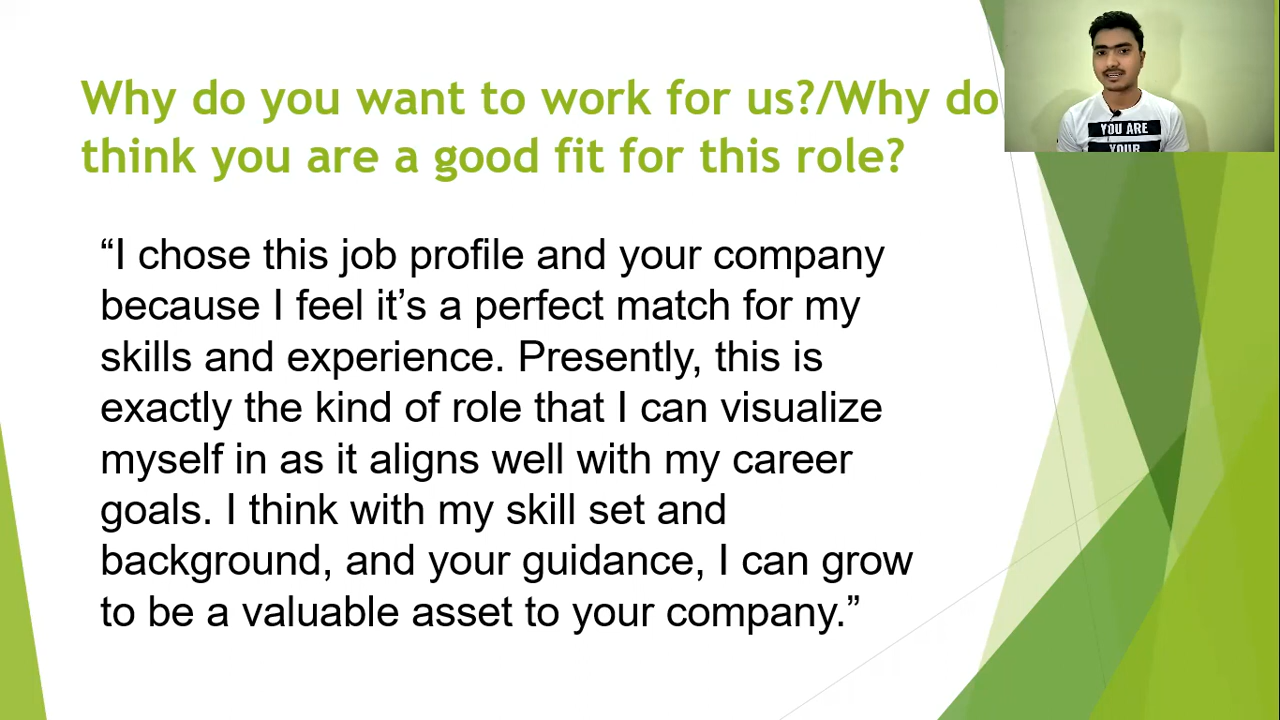 Why do you want to work for us?/Why do
think you are a good fit for this role?
“I chose this job profile and your company
because I feel it’s a perfect match for my
skills and experience. Presently, this is
exactly the kind of role that I can visualize
myself in as it aligns well with my career
goals. I think with my skill set and
background, and your guidance, I can grow
to be a valuable asset to your company.”
YOU ARE
YOUR